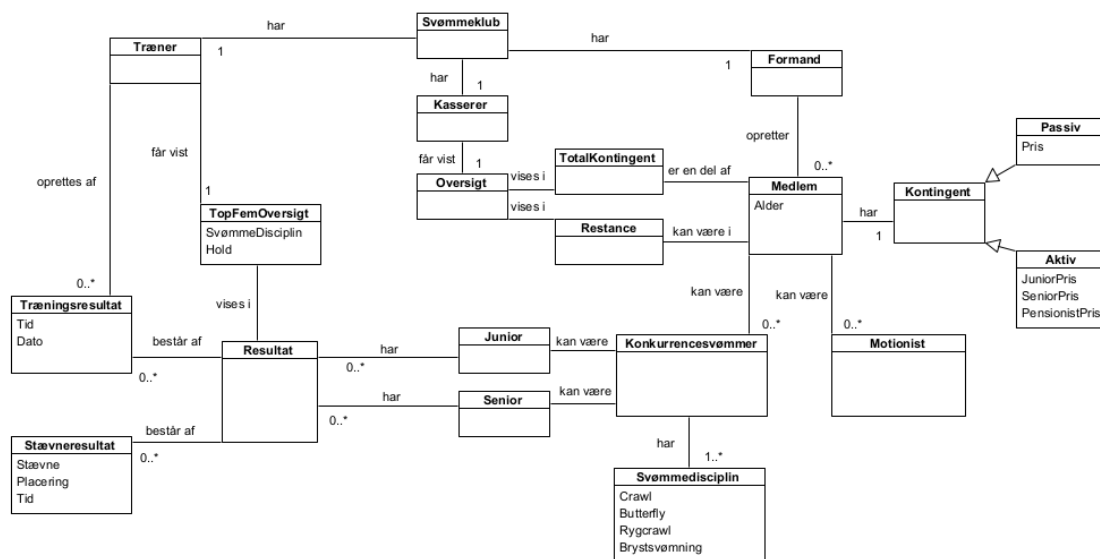 Svømmeklub
har
har
1
1
Træner
Formand
har
1
Kasserer
opretter
Passiv
Pris
får vist
får vist
1
TotalKontingent
vises i
er en del af
0..*
oprettes af
Oversigt
Medlem
Alder
Kontingent
1
vises i
har
1
TopFemOversigt
SvømmeDisciplin
Hold
Restance
kan være i
Aktiv
JuniorPris
SeniorPris
PensionistPris
0..*
Træningsresultat
Tid
Dato
vises i
kan være
kan være
0..*
0..*
består af
0..*
Resultat
har
0..*
Junior
kan være
Konkurrencesvømmer
Motionist
har
0..*
Senior
kan være
består af
0..*
Stævneresultat
Stævne
Placering
Tid
har
1..*
Svømmedisciplin
Crawl
Butterfly
Rygcrawl
Brystsvømning